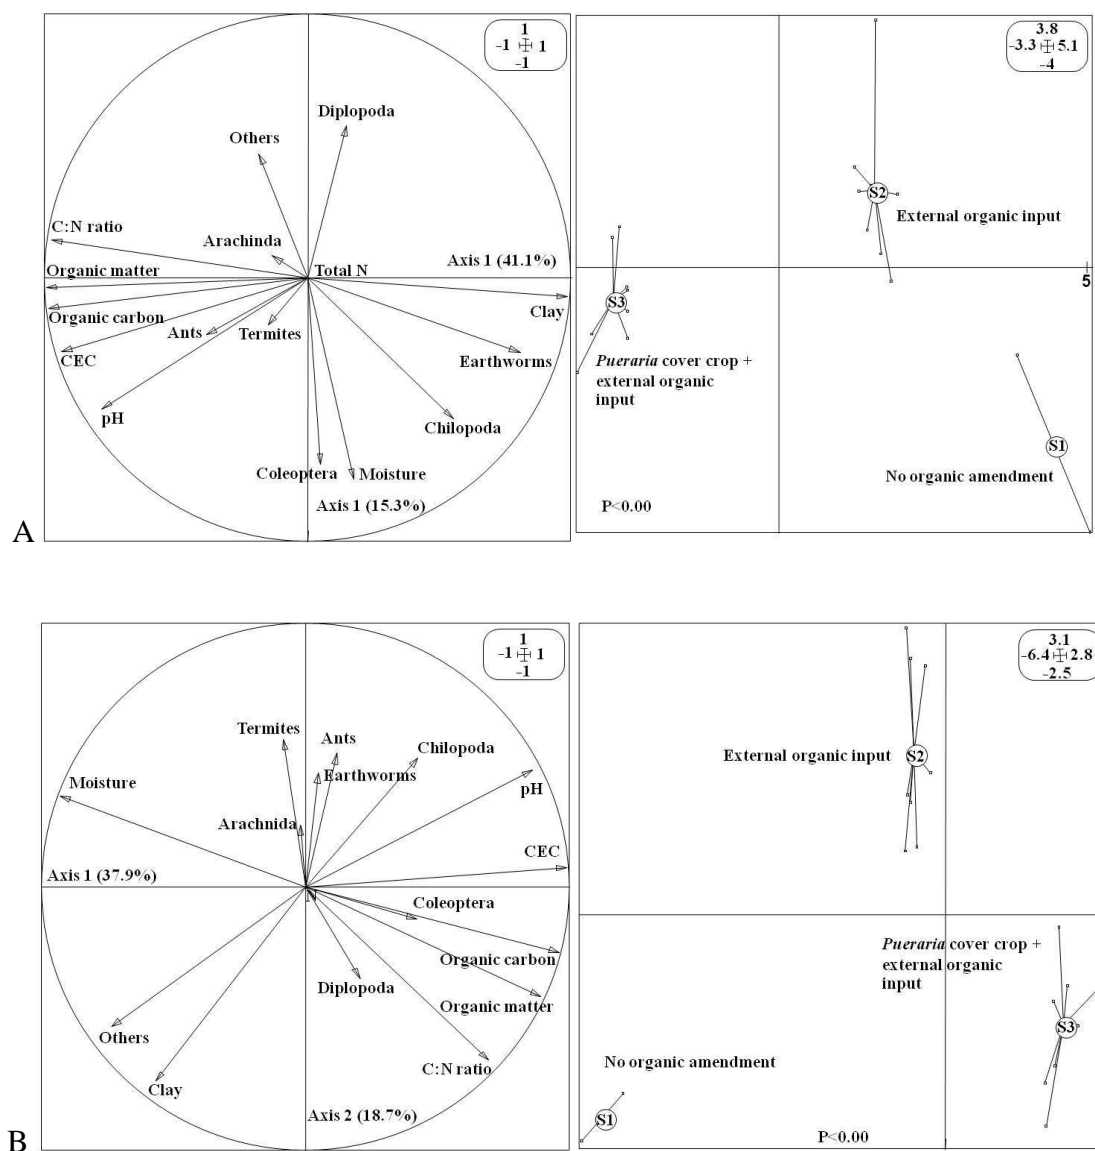 1
-1 1
-1
Diplopoda
Others
C:N ratio
Arachinda
Organic matter
Total N
Axis 1 (41.1%)
Organic carbon
Clay
Ants
Termites
CEC
Earthworms
pH
Chilopoda
Coleoptera
Moisture
Axis 1 (15.3%)
A
3.8
-3.3 5.1
-4
S2
External organic input
5
S3
Pueraria cover crop +
external organic
input
S1
No organic amendment
P<0.00
1
-1 1
-1
Termites
Ants
Chilopoda
Moisture
Earthworms
pH
Arachnida
CEC
Axis 1 (37.9%)
N
Coleoptera
Organic carbon
Diplopoda
Organic matter
Others
C:N ratio
Clay
Axis 2 (18.7%)
B
3.1
-6.4 2.8
-2.5
External organic input
S2
Pueraria cover crop +
external organic
input
S3
No organic amendment
S1
P<0.00